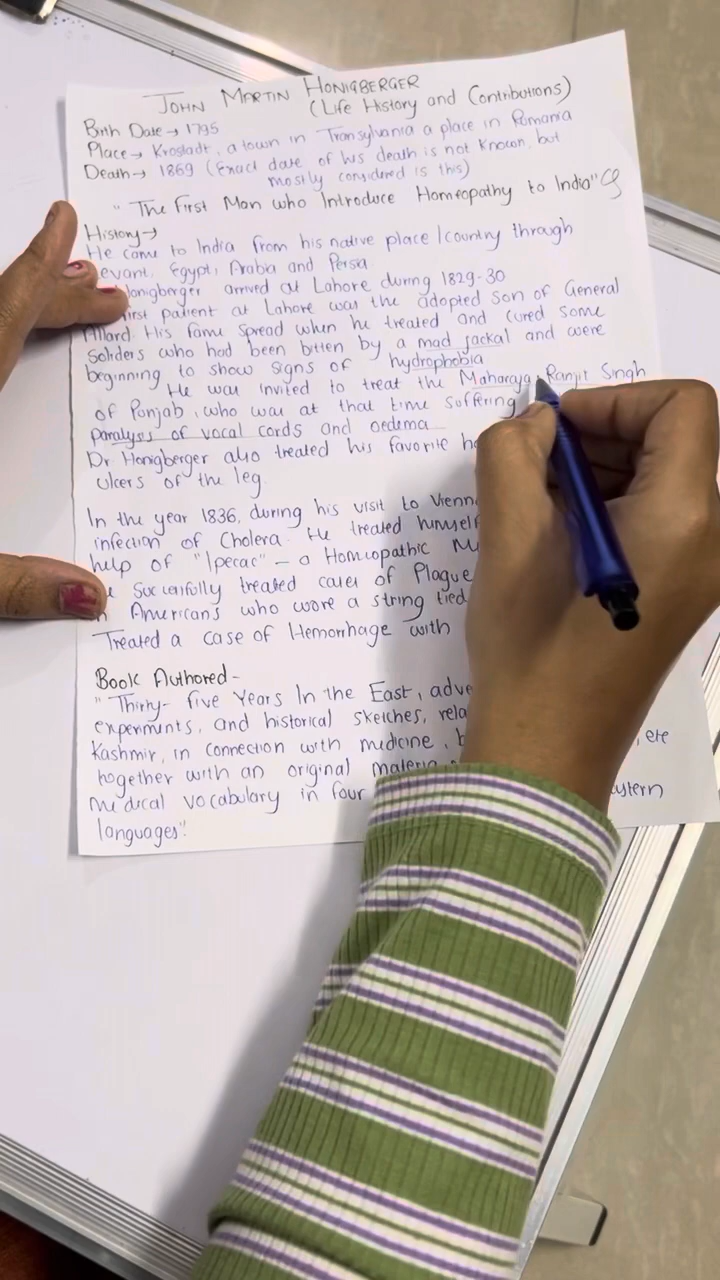 JOHN MARTIN HONIGBERGER
(Life History and Contributions)
Birth Date → 1795
Place → Krostadt, a town in Transylvania a place in Romania
Death → 1869 (Exact date of his death is not known, but
mostly considered is this)
" The First Man who Introduce Homeopathy to India"
History →
He came to India from his native place / country through
evant, Egypt, Arabia and Persia
Honigberger arrived at Lahore during 1829-30
irst patient at Lahore was the adopted son of General
Allard. His fame spread when he treated and cured some
Soliders who had been bitten by a mad jackal and were
beginning to show signs of hydrophobia
He was invited to treat the Maharaja Ranjit Singh
of Punjab, who was at that time suffering
paralysis of vocal cords and oedema
Dr Honigberger also treated his favorite
ulcers of the leg
In the year 1836, during his visit to
infection of Cholera. He treated himself
help of "Ipecac" - a Homeopathic
Successfully treated cases of Plague
Americans who wore a string tied
Treated a case of Hemorrhage with
Book Authored -
"Thirty-five Years In the East, adve
experiments, and historical sketches, rela
Kashmir, in connection with medicine, b , etc
together with an original materia
medical vocabulary in four astern
languages"